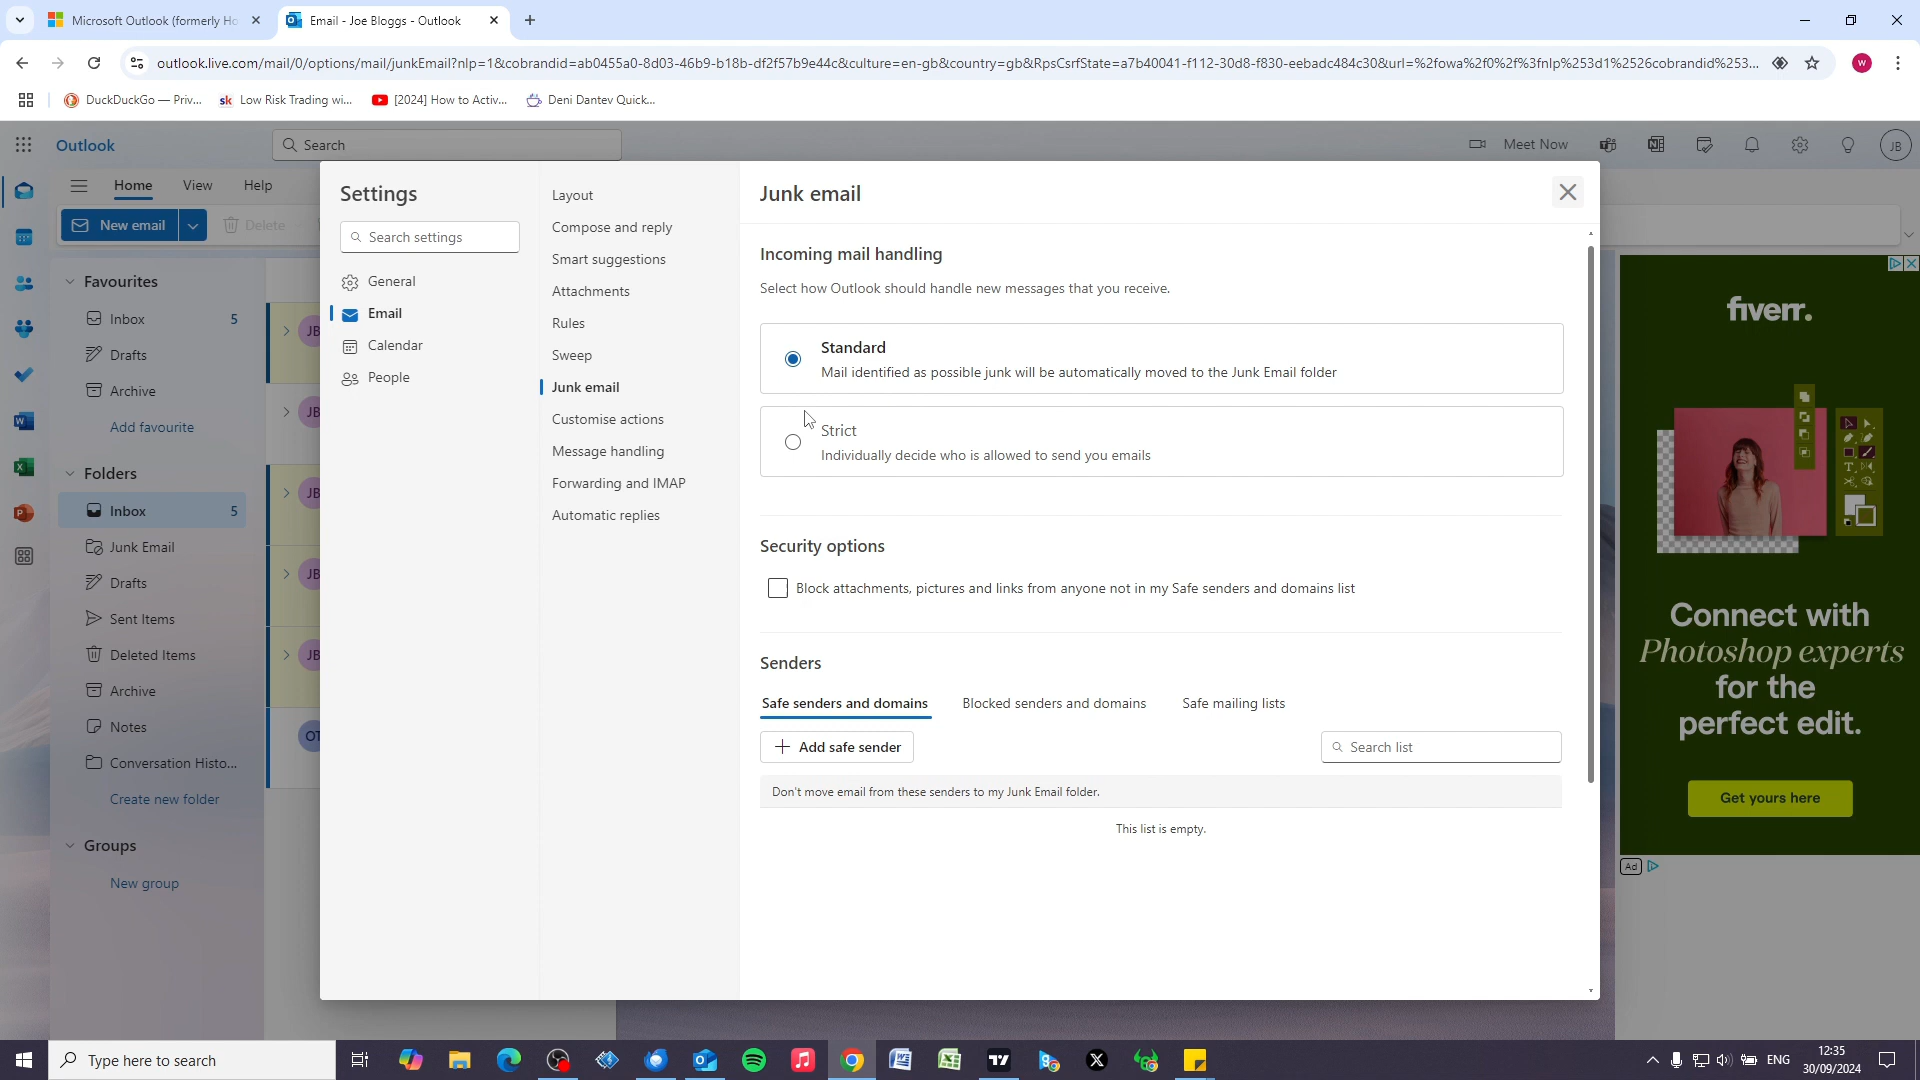 Microsoft Outlook (formerly Ho
Email - Joe Bloggs - Outlook
outlook.live.com/mail/0/options/mail/junkEmail?nlp=1&cobrandid=ab0455a0-8d03-46b9-b18b-df2f57b9e44c&culture=en-gb&country=gb&RpsCsrfState=a7b40041-f112-30d8-f830-eebadc484c30&url=%2fowa%2f0%2f%3fnlp%253d1%2526cobrandid%253...
W
DuckDuckGo — Priv...
sk Low Risk Trading wi...
[2024] How to Activ...
Deni Dantev Quick...
Outlook
Search
Meet Now
JB
Home
View
Help
New email
Delete
Favourites
Inbox 5
Drafts
Archive
Add favourite
Folders
Inbox 5
Junk Email
Drafts
Sent Items
Deleted Items
Archive
Notes
Conversation Histo...
Create new folder
Groups
New group
JB
JB
JB
JB
JB
OT
Settings
Search settings
General
Email
Calendar
People
Layout
Compose and reply
Smart suggestions
Attachments
Rules
Sweep
Junk email
Customise actions
Message handling
Forwarding and IMAP
Automatic replies
Junk email
Incoming mail handling
Select how Outlook should handle new messages that you receive.
Standard
Mail identified as possible junk will be automatically moved to the Junk Email folder
Strict
Individually decide who is allowed to send you emails
Security options
Block attachments, pictures and links from anyone not in my Safe senders and domains list
Senders
Safe senders and domains
Blocked senders and domains
Safe mailing lists
Add safe sender
Search list
Don't move email from these senders to my Junk Email folder.
This list is empty.
fiverr.
Connect with
Photoshop experts
for the
perfect edit.
Get yours here
Ad
Type here to search
ENG
12:35
30/09/2024